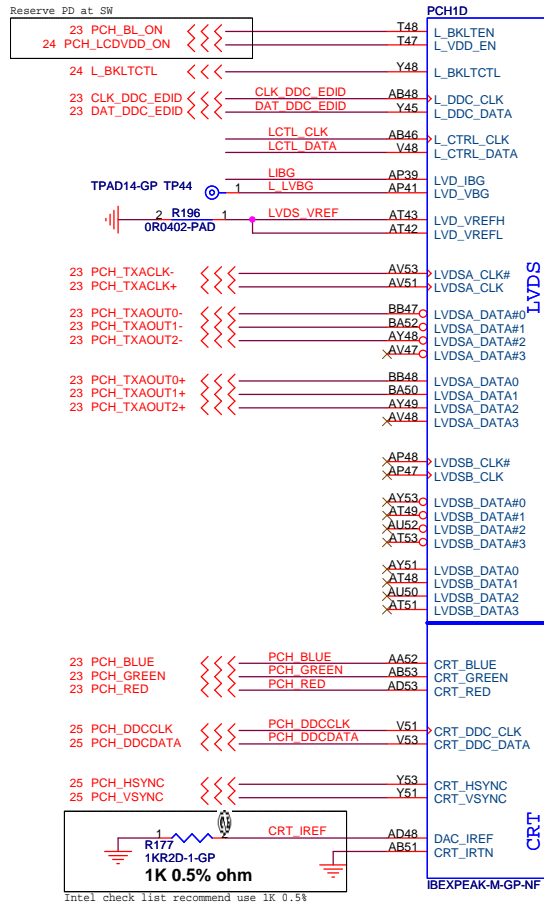 Reserve PD at SW
PCH1D
23 PCH_BL_ON T48 L_BKLTEN
24 PCH_LCDVDD_ON T47 L_VDD_EN
24 L_BKLTCTL Y48 L_BKLTCTL
23 CLK_DDC_EDID CLK_DDC_EDID AB48 L_DDC_CLK
23 DAT_DDC_EDID DAT_DDC_EDID Y45 L_DDC_DATA
LCTL_CLK AB46 L_CTRL_CLK
LCTL_DATA V48 L_CTRL_DATA
LIBG AP39 LVD_IBG
TPAD14-GP TP44 1 L_LVBG AP41 LVD_VBG
2 R196 1 LVDS_VREF AT43 LVD_VREFH
0R0402-PAD AT42 LVD_VREFL
LVDS
23 PCH_TXACLK- AV53 LVDSA_CLK#
23 PCH_TXACLK+ AV51 LVDSA_CLK
23 PCH_TXAOUT0- BB47 LVDSA_DATA#0
23 PCH_TXAOUT1- BA52 LVDSA_DATA#1
23 PCH_TXAOUT2- AY48 LVDSA_DATA#2
AV47 LVDSA_DATA#3
23 PCH_TXAOUT0+ BB48 LVDSA_DATA0
23 PCH_TXAOUT1+ BA50 LVDSA_DATA1
23 PCH_TXAOUT2+ AY49 LVDSA_DATA2
AV48 LVDSA_DATA3
AP48 LVDSB_CLK#
AP47 LVDSB_CLK
AY53 LVDSB_DATA#0
AT49 LVDSB_DATA#1
AU52 LVDSB_DATA#2
AT53 LVDSB_DATA#3
AY51 LVDSB_DATA0
AT48 LVDSB_DATA1
AU50 LVDSB_DATA2
AT51 LVDSB_DATA3
23 PCH_BLUE PCH_BLUE AA52 CRT_BLUE
23 PCH_GREEN PCH_GREEN AB53 CRT_GREEN
23 PCH_RED PCH_RED AD53 CRT_RED
25 PCH_DDCCLK PCH_DDCCLK V51 CRT_DDC_CLK
25 PCH_DDCDATA PCH_DDCDATA V53 CRT_DDC_DATA
25 PCH_HSYNC Y53 CRT_HSYNC
25 PCH_VSYNC Y51 CRT_VSYNC
CRT
1 2 CRT_IREF AD48 DAC_IREF
R177 AB51 CRT_IRTN
1KR2D-1-GP
1K 0.5% ohm
IBEXPEAK-M-GP-NF
Intel check list recommend use 1K 0.5%